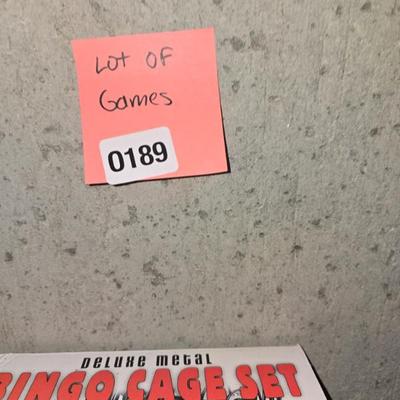 Lot OF
Games
0189
DELUXE METAL
BINGO CAGE SET